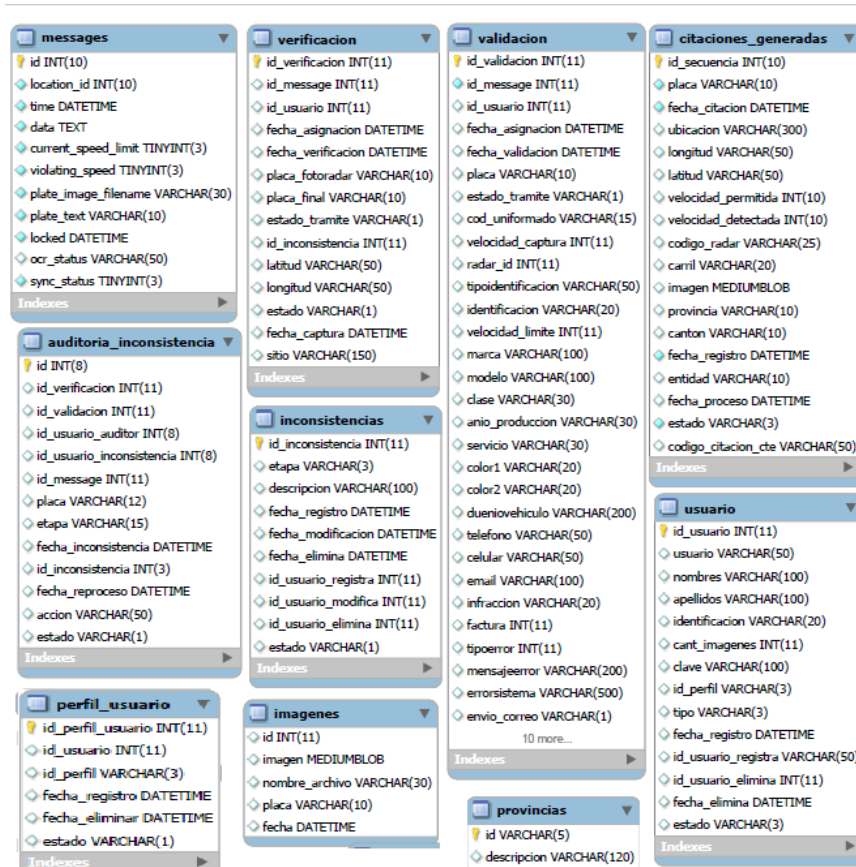 messages
id INT(10)
location_id INT(10)
time DATETIME
data TEXT
current_speed_limit TINYINT(3)
violating_speed TINYINT(3)
plate_image_filename VARCHAR(30)
plate_text VARCHAR(10)
locked DATETIME
ocr_status VARCHAR(50)
sync_status TINYINT(3)
Indexes
verificacion
id_verificacion INT(11)
id_message INT(11)
id_usuario INT(11)
fecha_asignacion DATETIME
fecha_verificacion DATETIME
placa_fotoradar VARCHAR(10)
placa_final VARCHAR(10)
estado_tramite VARCHAR(1)
id_inconsistencia INT(11)
latitud VARCHAR(50)
longitud VARCHAR(50)
estado VARCHAR(1)
fecha_captura DATETIME
sitio VARCHAR(150)
Indexes
validacion
id_validacion INT(11)
id_message INT(11)
id_usuario INT(11)
fecha_asignacion DATETIME
fecha_validacion DATETIME
placa VARCHAR(10)
estado_tramite VARCHAR(1)
cod_uniformado VARCHAR(15)
velocidad_captura INT(11)
radar_id INT(11)
tipoidentificacion VARCHAR(50)
identificacion VARCHAR(20)
velocidad_limite INT(11)
marca VARCHAR(100)
modelo VARCHAR(100)
clase VARCHAR(30)
anio_produccion VARCHAR(30)
servicio VARCHAR(30)
color1 VARCHAR(20)
color2 VARCHAR(20)
dueniovehiculo VARCHAR(200)
telefono VARCHAR(50)
celular VARCHAR(50)
email VARCHAR(100)
infraccion VARCHAR(20)
factura INT(11)
tipoerror INT(11)
mensajeerror VARCHAR(200)
errorsistema VARCHAR(500)
envio_correo VARCHAR(1)
10 more...
Indexes
citaciones_generadas
id_secuencia INT(10)
placa VARCHAR(10)
fecha_citacion DATETIME
ubicacion VARCHAR(300)
longitud VARCHAR(50)
latitud VARCHAR(50)
velocidad_permitida INT(10)
velocidad_detectada INT(10)
codigo_radar VARCHAR(25)
carril VARCHAR(20)
imagen MEDIUMBLOB
provincia VARCHAR(10)
canton VARCHAR(10)
fecha_registro DATETIME
entidad VARCHAR(10)
fecha_proceso DATETIME
estado VARCHAR(3)
codigo_citacion_cte VARCHAR(50)
Indexes
auditoria_inconsistencia
id INT(8)
id_verificacion INT(11)
id_validacion INT(11)
id_usuario_auditor INT(8)
id_usuario_inconsistencia INT(8)
id_message INT(11)
placa VARCHAR(12)
etapa VARCHAR(15)
fecha_inconsistencia DATETIME
id_inconsistencia INT(3)
fecha_reproceso DATETIME
accion VARCHAR(50)
estado VARCHAR(1)
Indexes
inconsistencias
id_inconsistencia INT(11)
etapa VARCHAR(3)
descripcion VARCHAR(100)
fecha_registro DATETIME
fecha_modificacion DATETIME
fecha_elimina DATETIME
id_usuario_registra INT(11)
id_usuario_modifica INT(11)
id_usuario_elimina INT(11)
estado VARCHAR(1)
Indexes
usuario
id_usuario INT(11)
usuario VARCHAR(50)
nombres VARCHAR(100)
apellidos VARCHAR(100)
identificacion VARCHAR(20)
cant_imagenes INT(11)
clave VARCHAR(100)
id_perfil VARCHAR(3)
tipo VARCHAR(3)
fecha_registro DATETIME
id_usuario_registra VARCHAR(50)
id_usuario_elimina INT(11)
fecha_elimina DATETIME
estado VARCHAR(3)
Indexes
perfil_usuario
id_perfil_usuario INT(11)
id_usuario INT(11)
id_perfil VARCHAR(3)
fecha_registro DATETIME
fecha_eliminar DATETIME
estado VARCHAR(1)
Indexes
imagenes
id INT(11)
imagen MEDIUMBLOB
nombre_archivo VARCHAR(30)
placa VARCHAR(10)
fecha DATETIME
provincias
id VARCHAR(5)
descripcion VARCHAR(120)